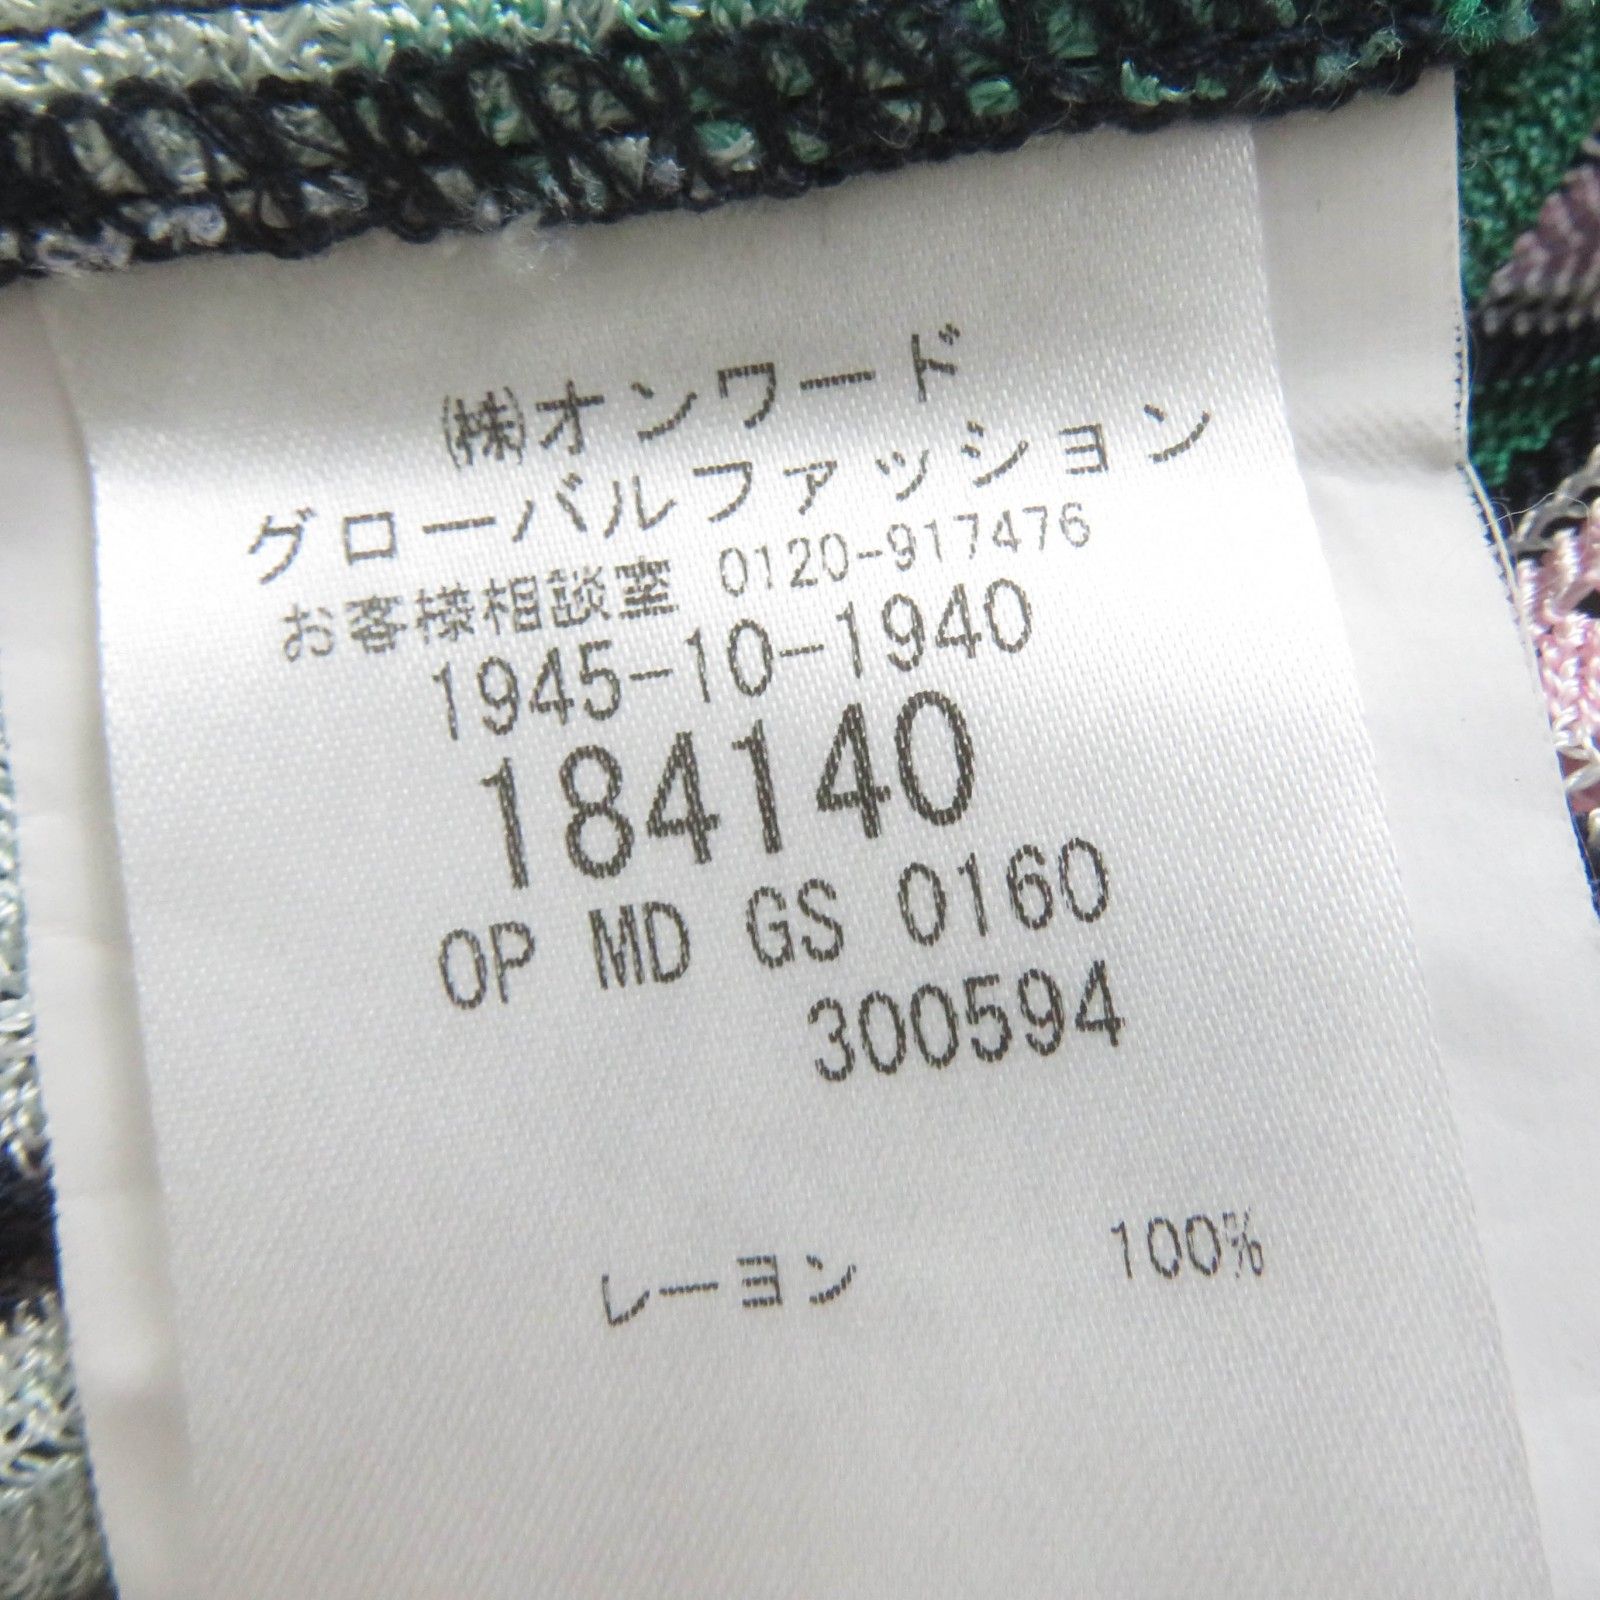 ㈱オンワード
グローバルファッション
お客様相談室 0120-917476
1945-10-1940
184140
OP MD GS 0160
300594
レーヨン 100%